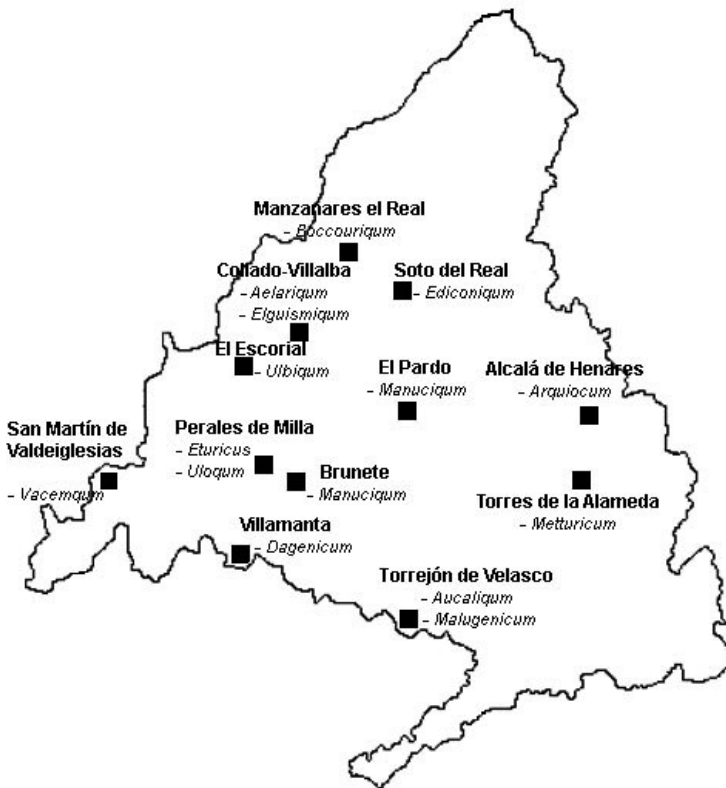 Manzanares el Real
- Boccouriqum
Collado-Villalba
- Aelariqum
- Elguismiqum
Soto del Real
- Ediconiqum
El Escorial
- Ulbiqum
El Pardo
- Manuciqum
Alcalá de Henares
- Arquiocum
San Martín de
Valdeiglesias
- Vacemqum
Perales de Milla
- Eturicus
- Uloqum
Brunete
- Manuciqum
Torres de la Alameda
- Metturicum
Villamanta
- Dagenicum
Torrejón de Velasco
- Aucaliqum
- Malugenicum